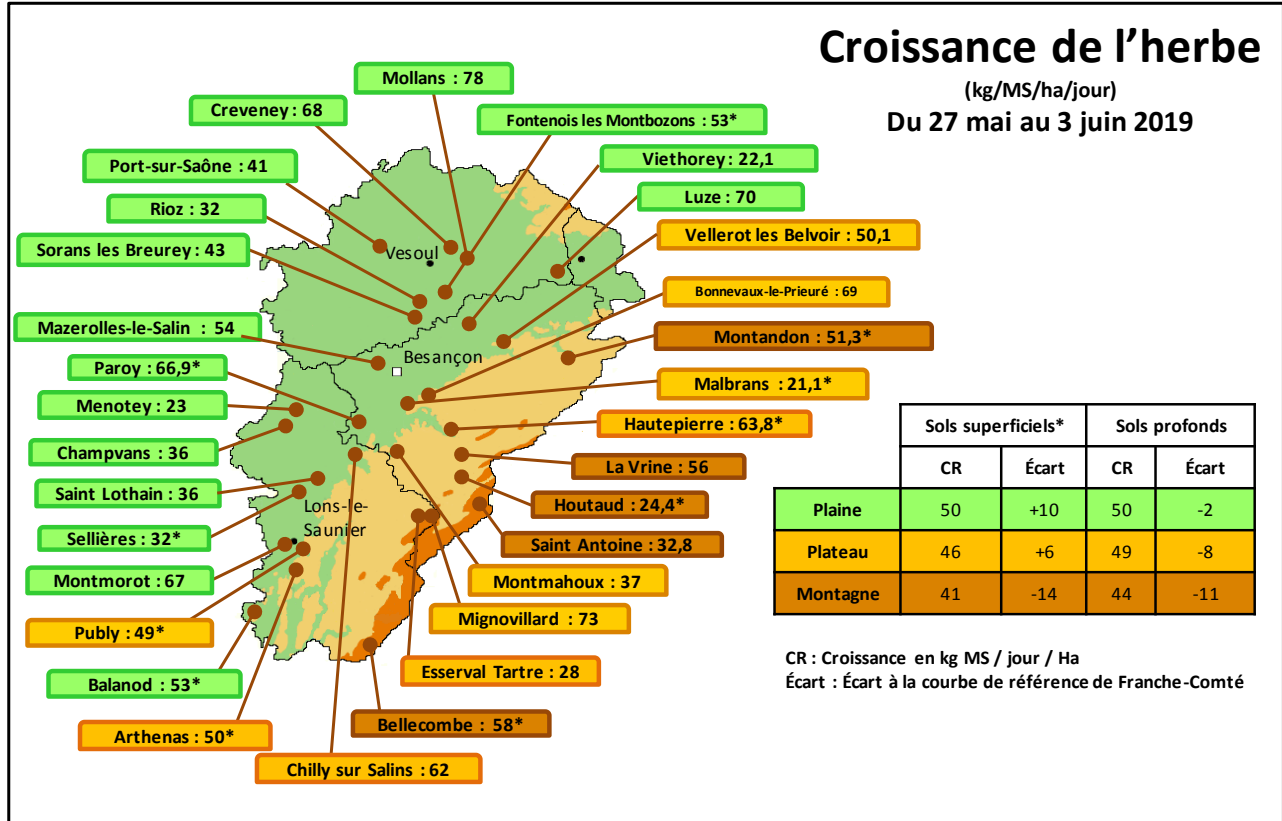 Croissance de l'herbe
(kg/MS/ha/jour)
Du 27 mai au 3 juin 2019
Mollans : 78
Creveney : 68
Fontenois les Montbozons : 53*
Port-sur-Saône : 41
Viethorey : 22,1
Rioz : 32
Luze : 70
Sorans les Breurey : 43
Vellerot les Belvoir : 50,1
Vesoul
Bonnevaux-le-Prieuré : 69
Mazerolles-le-Salin : 54
Montandon : 51,3*
Besançon
Paroy : 66,9*
Malbrans : 21,1*
Menotey : 23
Hautepierre : 63,8*
Champvans : 36
La Vrine : 56
Saint Lothain : 36
Houtaud : 24,4*
Lons-le-
Saunier
Sellières : 32*
Saint Antoine : 32,8
Montmorot : 67
Montmahoux : 37
Publy : 49*
Mignovillard : 73
Balanod : 53*
Esserval Tartre : 28
Arthenas : 50*
Bellecombe : 58*
Chilly sur Salins : 62
Sols superficiels* Sols profonds
CR Écart CR Écart
Plaine 50 +10 50 -2
Plateau 46 +6 49 -8
Montagne 41 -14 44 -11
CR : Croissance en kg MS / jour / Ha
Écart : Écart à la courbe de référence de Franche-Comté